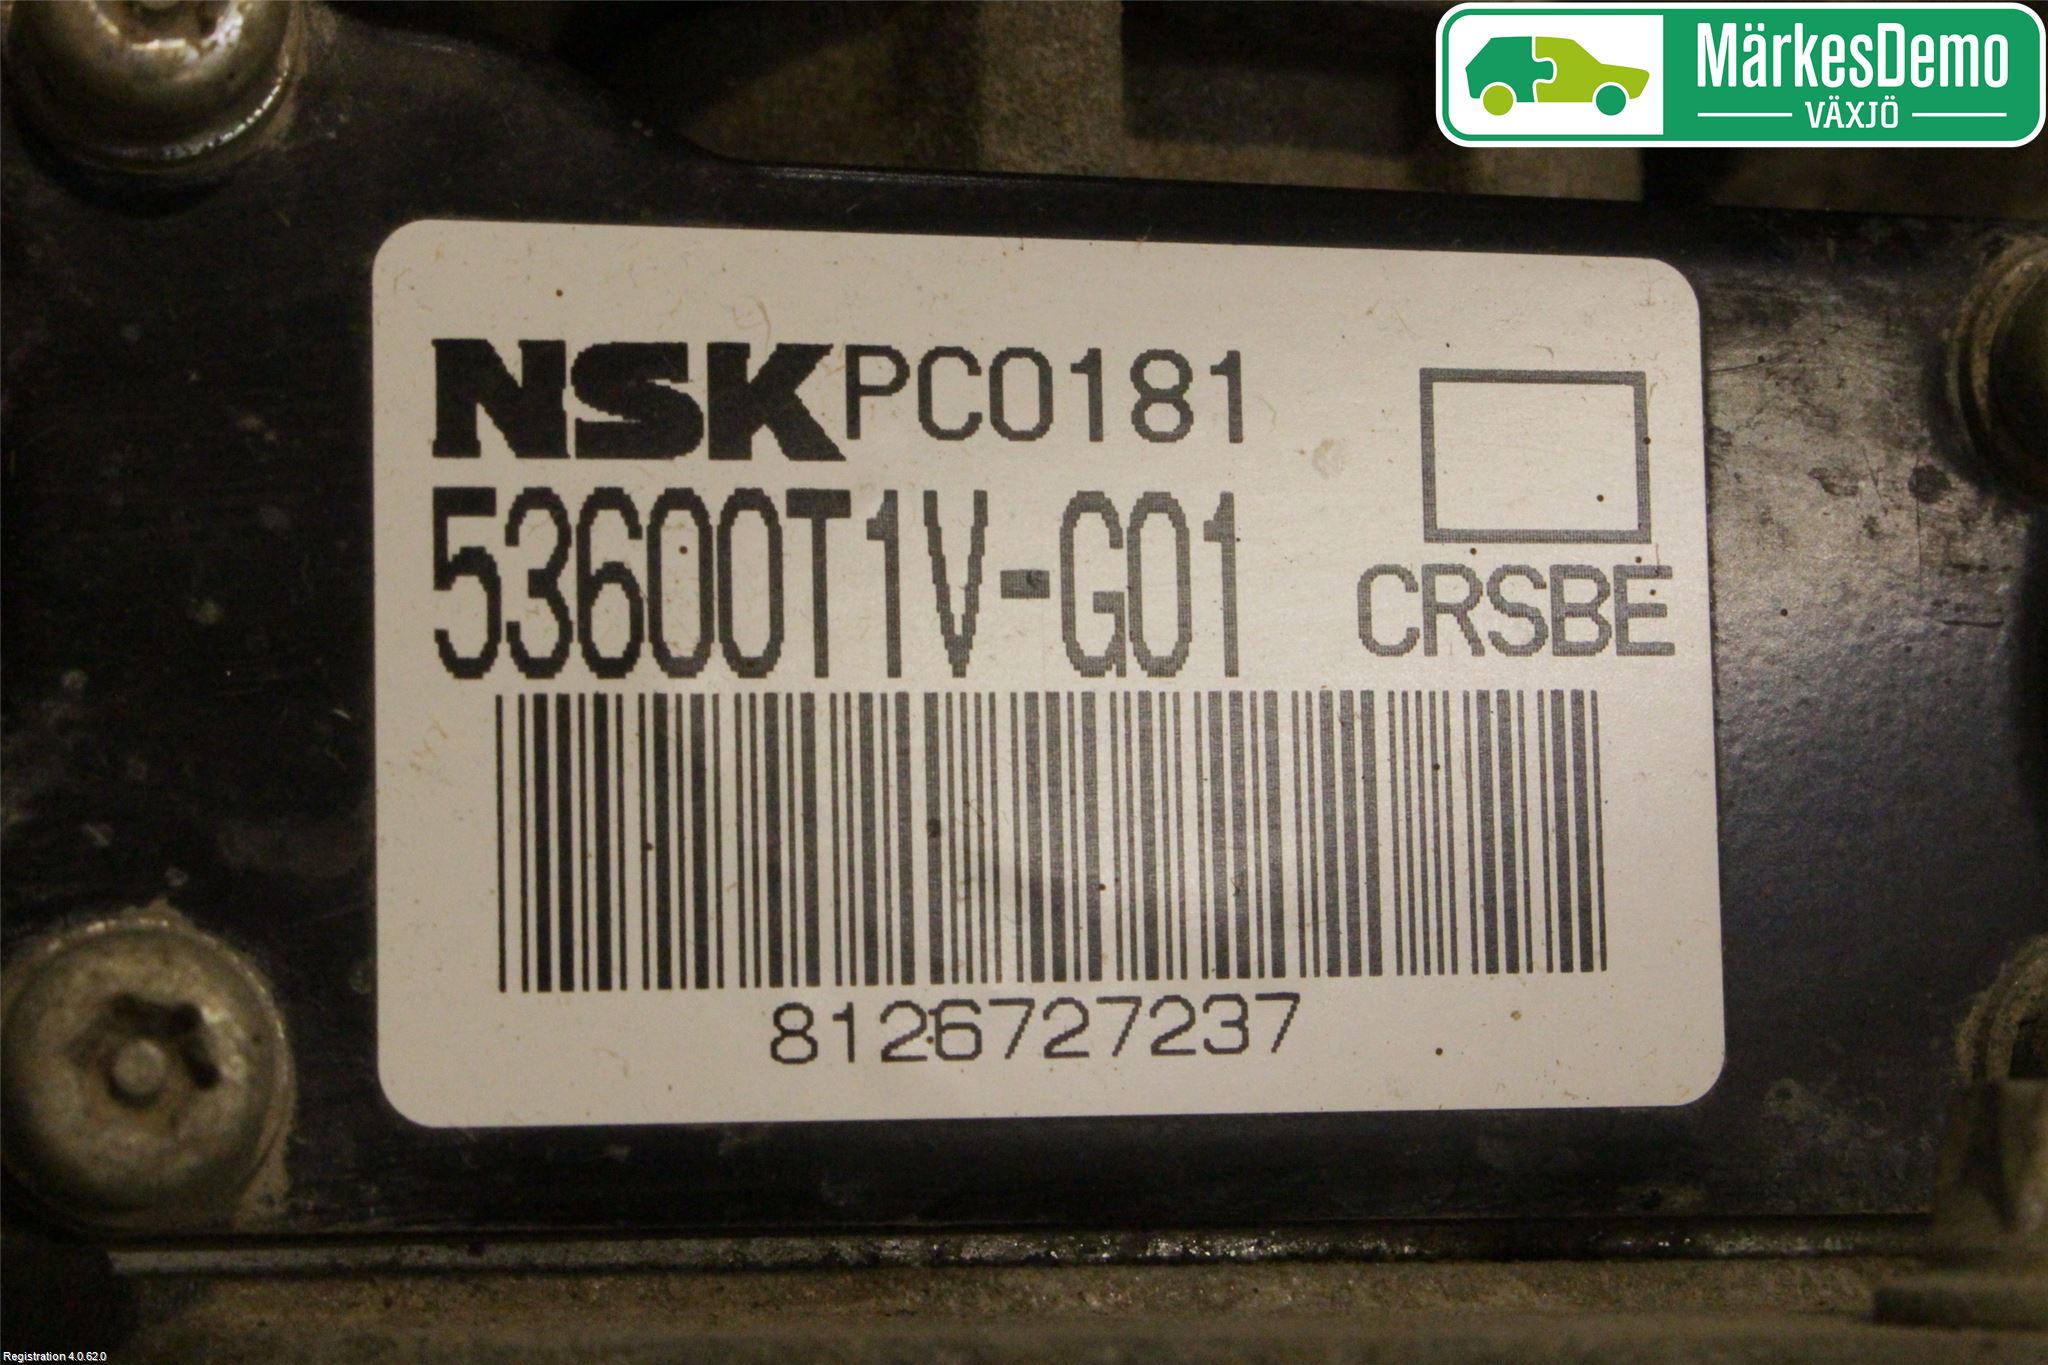 MärkesDemo
VÄXJÖ
NSK PC0181
53600T1V-G01
CRSBE
8126727237
Registration 4.0.62.0